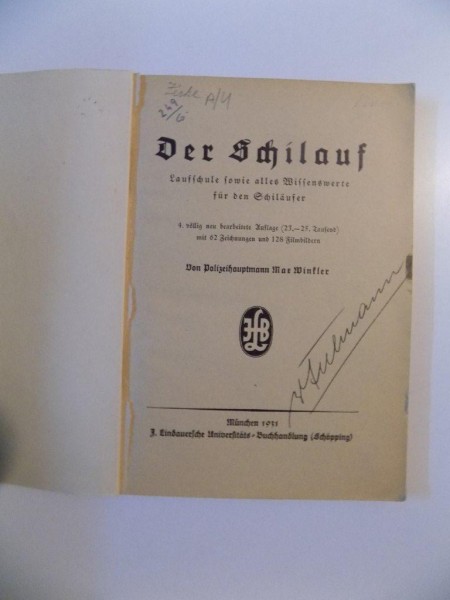 249
Der Schilauf
Laufschule sowie alles Wissenswerte
für den Schiläufer
4. völlig neu bearbeitete Auflage (23.—25. Tausend)
mit 62 Zeichnungen und 128 Filmbildern
Von Polizeihauptmann Max Winkler
München 1931
J. Lindauersche Universitäts-Buchhandlung (Schöpping)